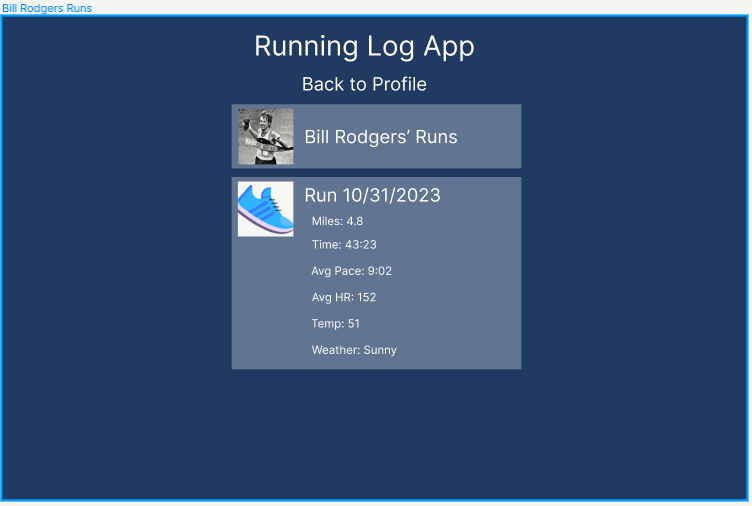 Bill Rodgers Runs
Running Log App
Back to Profile
Bill Rodgers’ Runs
Run 10/31/2023
Miles: 4.8
Time: 43:23
Avg Pace: 9:02
Avg HR: 152
Temp: 51
Weather: Sunny